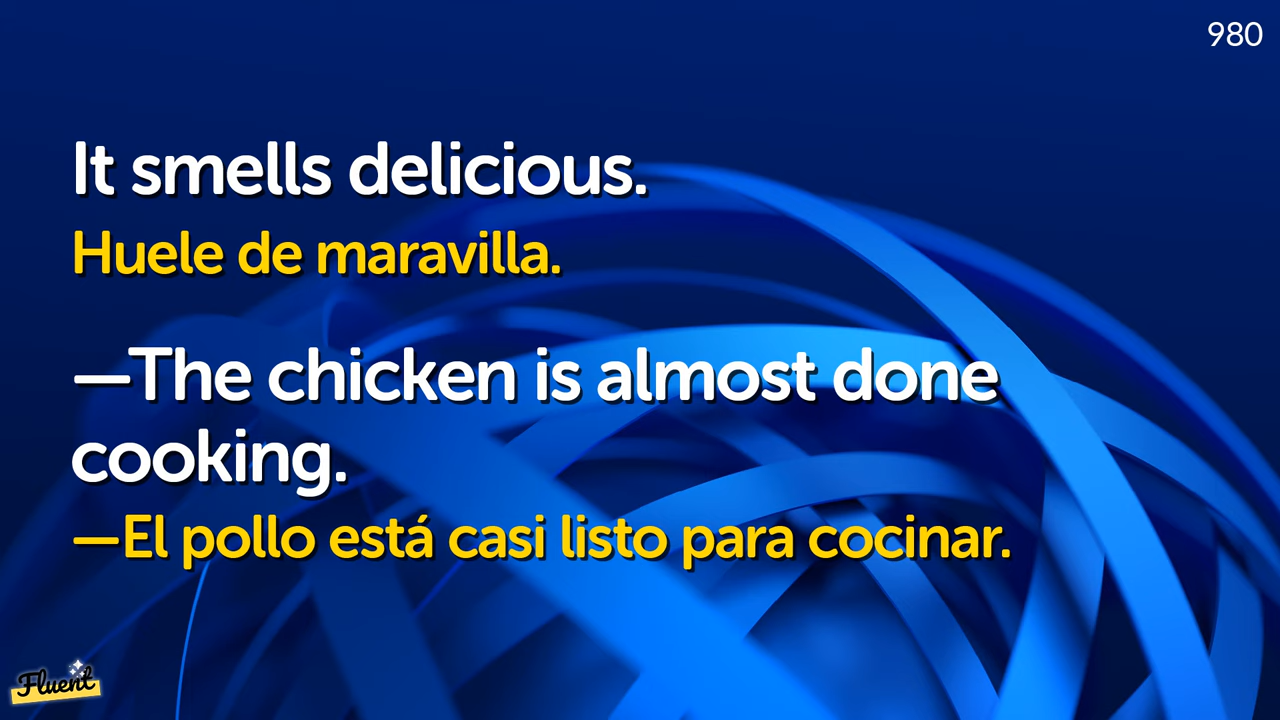 980
It smells delicious.
Huele de maravilla.
—The chicken is almost done
cooking.
—El pollo está casi listo para cocinar.
Fluent